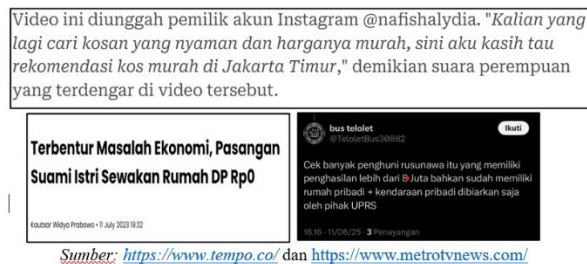 Video ini diunggah pemilik akun Instagram @nafishalydia. "Kalian yang
lagi cari kosan yang nyaman dan harganya murah, sini aku kasih tau
rekomendasi kos murah di Jakarta Timur," demikian suara perempuan
yang terdengar di video tersebut.
Terbentur Masalah Ekonomi, Pasangan
Suami Istri Sewakan Rumah DP Rp0
Kautsar Widya Prabowo • 11 July 2023 19:32
bus telolet
@TeloletBus30882
Ikuti
Cek banyak penghuni rusunawa itu yang memiliki
penghasilan lebih dari 8 Juta bahkan sudah memiliki
rumah pribadi + kendaraan pribadi dibiarkan saja
oleh pihak UPRS
16.16 · 11/06/25 · 3 Penayangan
Sumber: https://www.tempo.co/ dan https://www.metrotvnews.com/